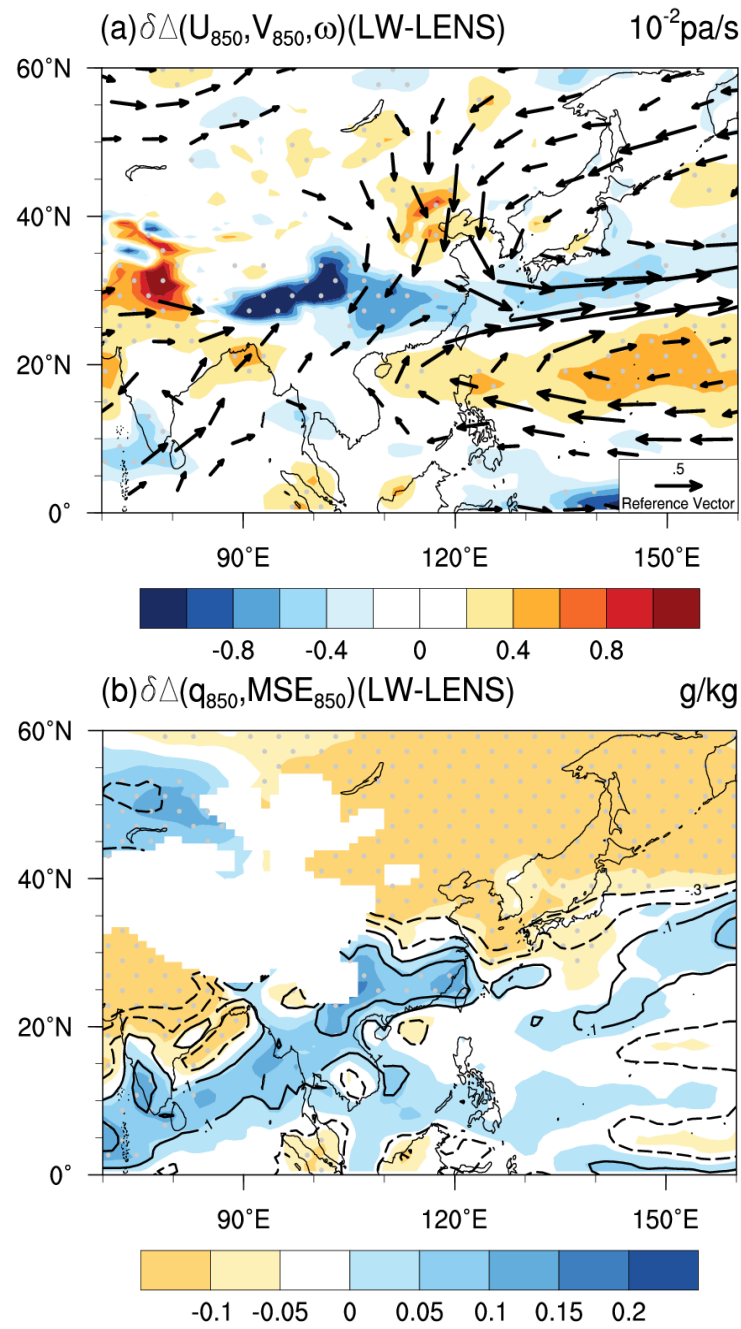 (a)δΔ(U₈₅₀,V₈₅₀,ω)(LW-LENS) 10⁻²pa/s
60°N
40°N
20°N
0°
.5
Reference Vector
90°E 120°E 150°E
-0.8 -0.4 0 0.4 0.8
(b)δΔ(q₈₅₀,MSE₈₅₀)(LW-LENS) g/kg
60°N
40°N
-.3
.1
20°N
.1
.1
.1
0°
90°E 120°E 150°E
-0.1 -0.05 0 0.05 0.1 0.15 0.2